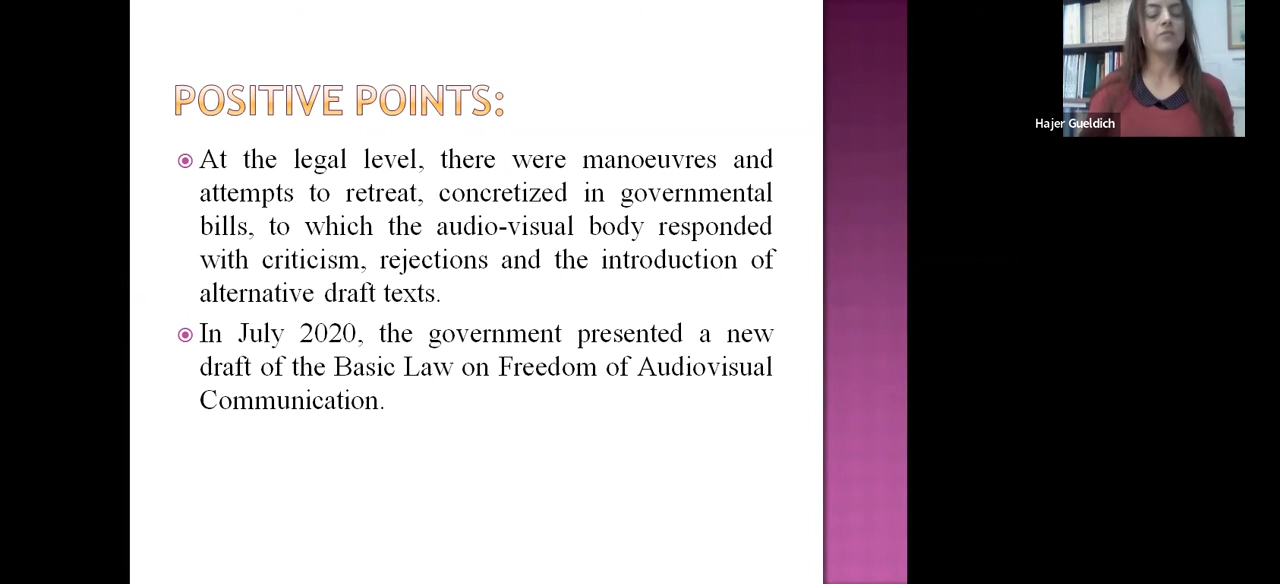 POSITIVE POINTS:
At the legal level, there were manoeuvres and
attempts to retreat, concretized in governmental
bills, to which the audio-visual body responded
with criticism, rejections and the introduction of
alternative draft texts.
In July 2020, the government presented a new
draft of the Basic Law on Freedom of Audiovisual
Communication.
Hajer Gueldich